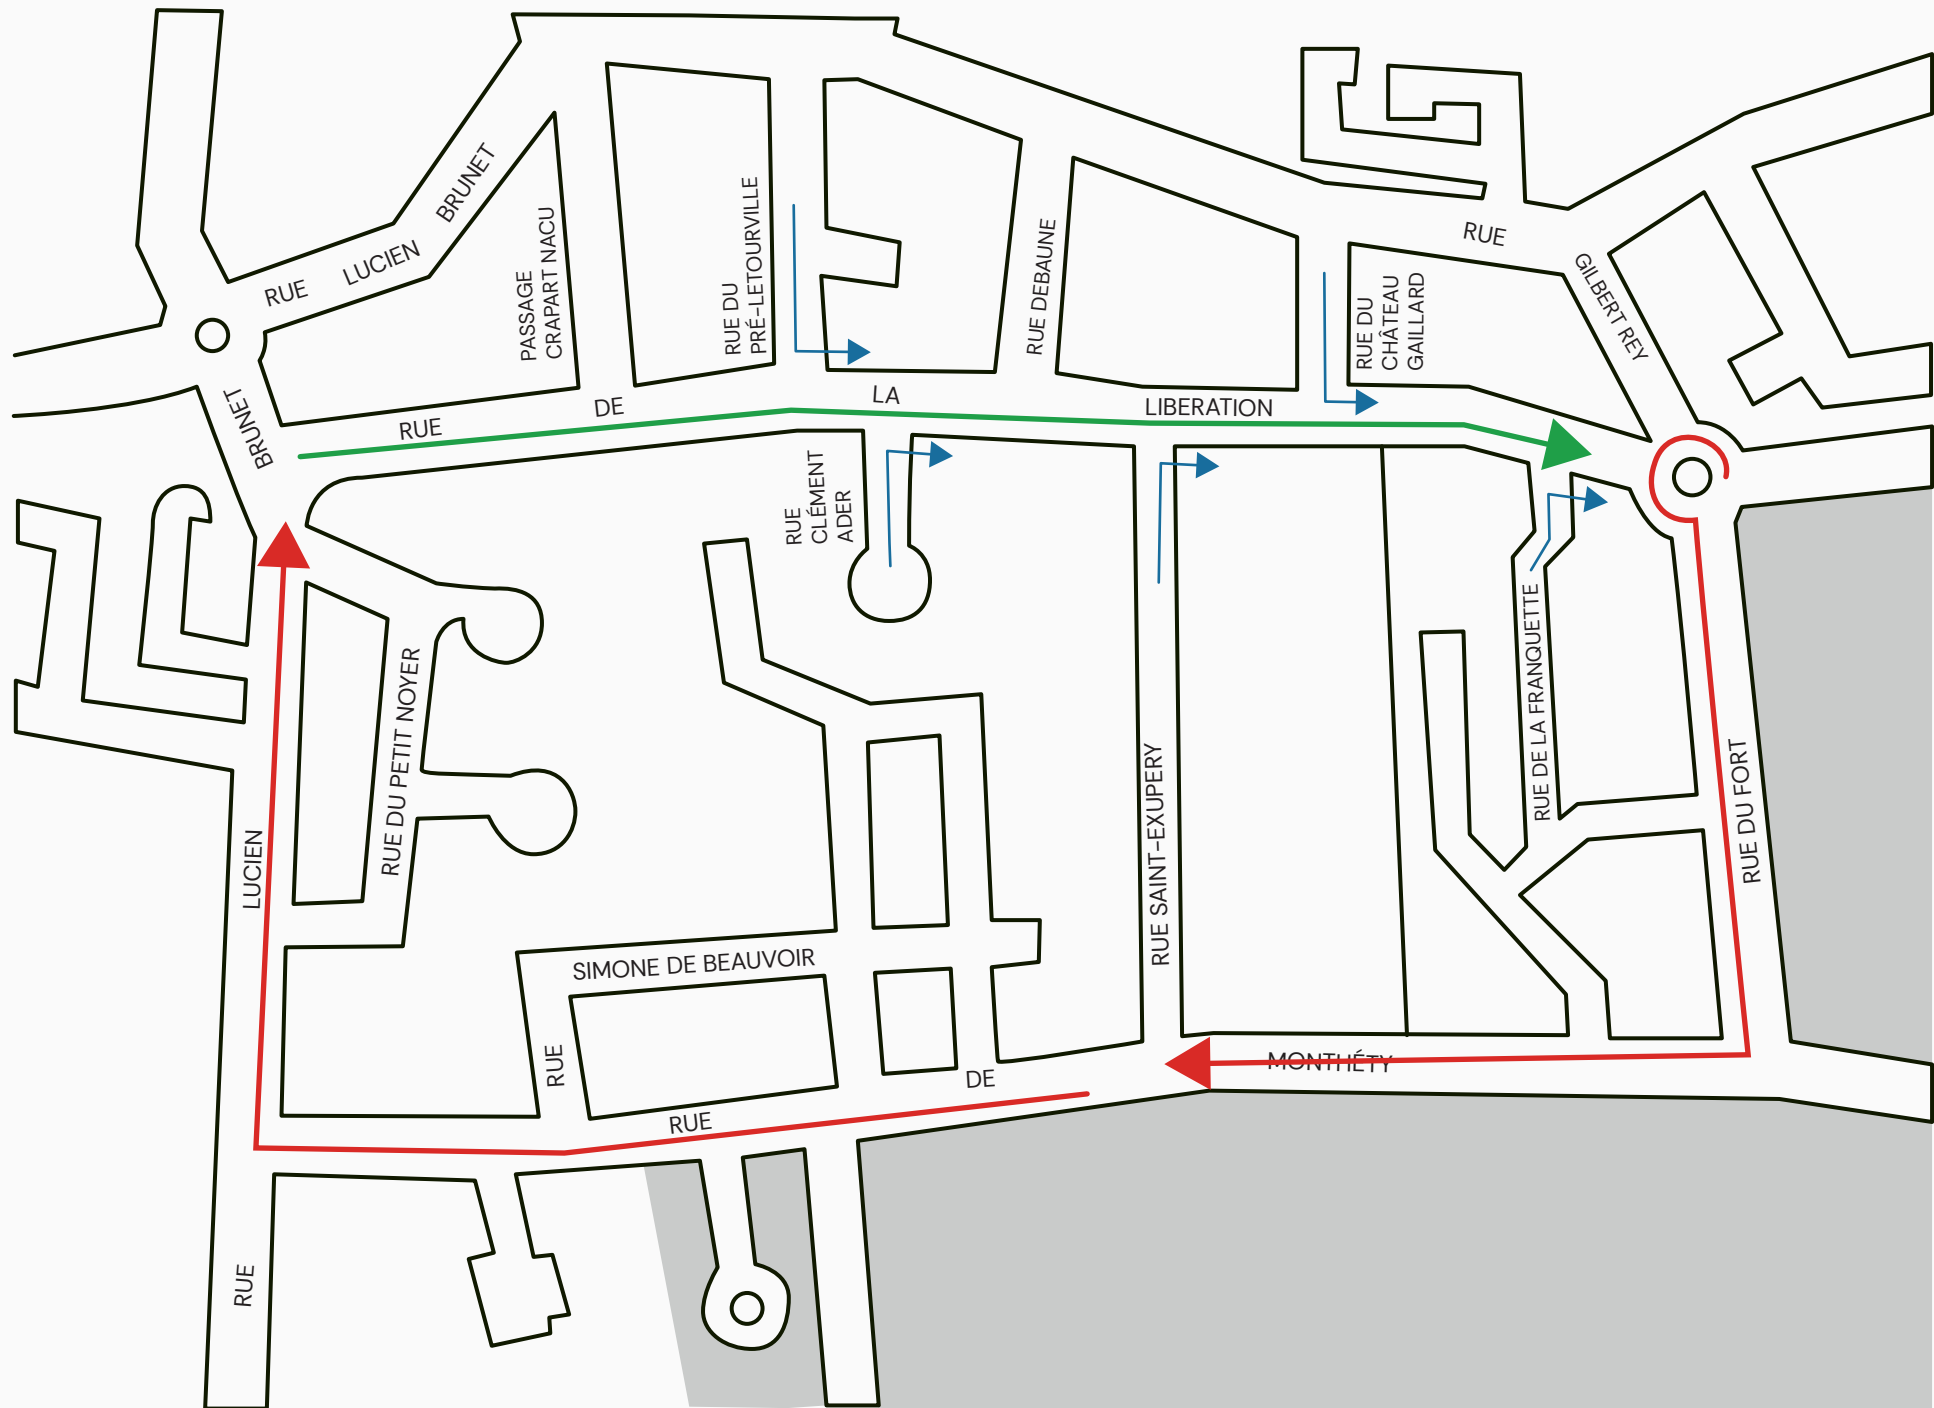 RUE LUCIEN BRUNET
PASSAGE
CRAPART NACU
RUE DU
PRÉ-LETOURVILLE
RUE DEBAUNE
RUE DU
CHÂTEAU
GAILLARD
RUE
GILBERT REY
BRUNET
RUE DE LA LIBERATION
RUE
CLÉMENT
ADER
RUE DU PETIT NOYER
RUE SAINT-EXUPERY
RUE DE LA FRANQUETTE
RUE DU FORT
LUCIEN
SIMONE DE BEAUVOIR
RUE
RUE DE MONTHÉTY
RUE